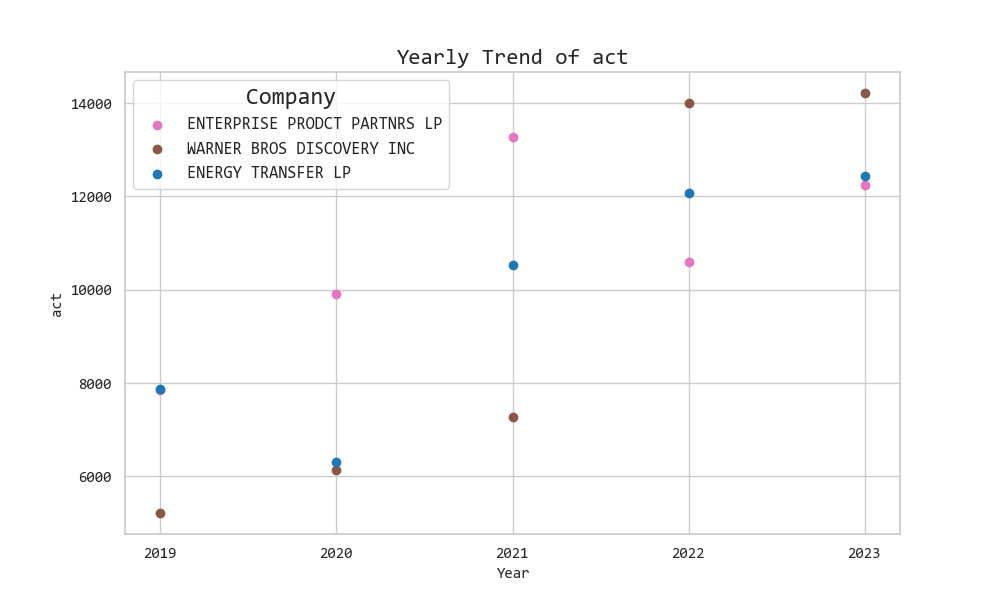 Yearly Trend of act
Company
ENTERPRISE PRODCT PARTNRS LP
WARNER BROS DISCOVERY INC
ENERGY TRANSFER LP
14000
12000
10000
8000
6000
act
2019 2020 2021 2022 2023
Year